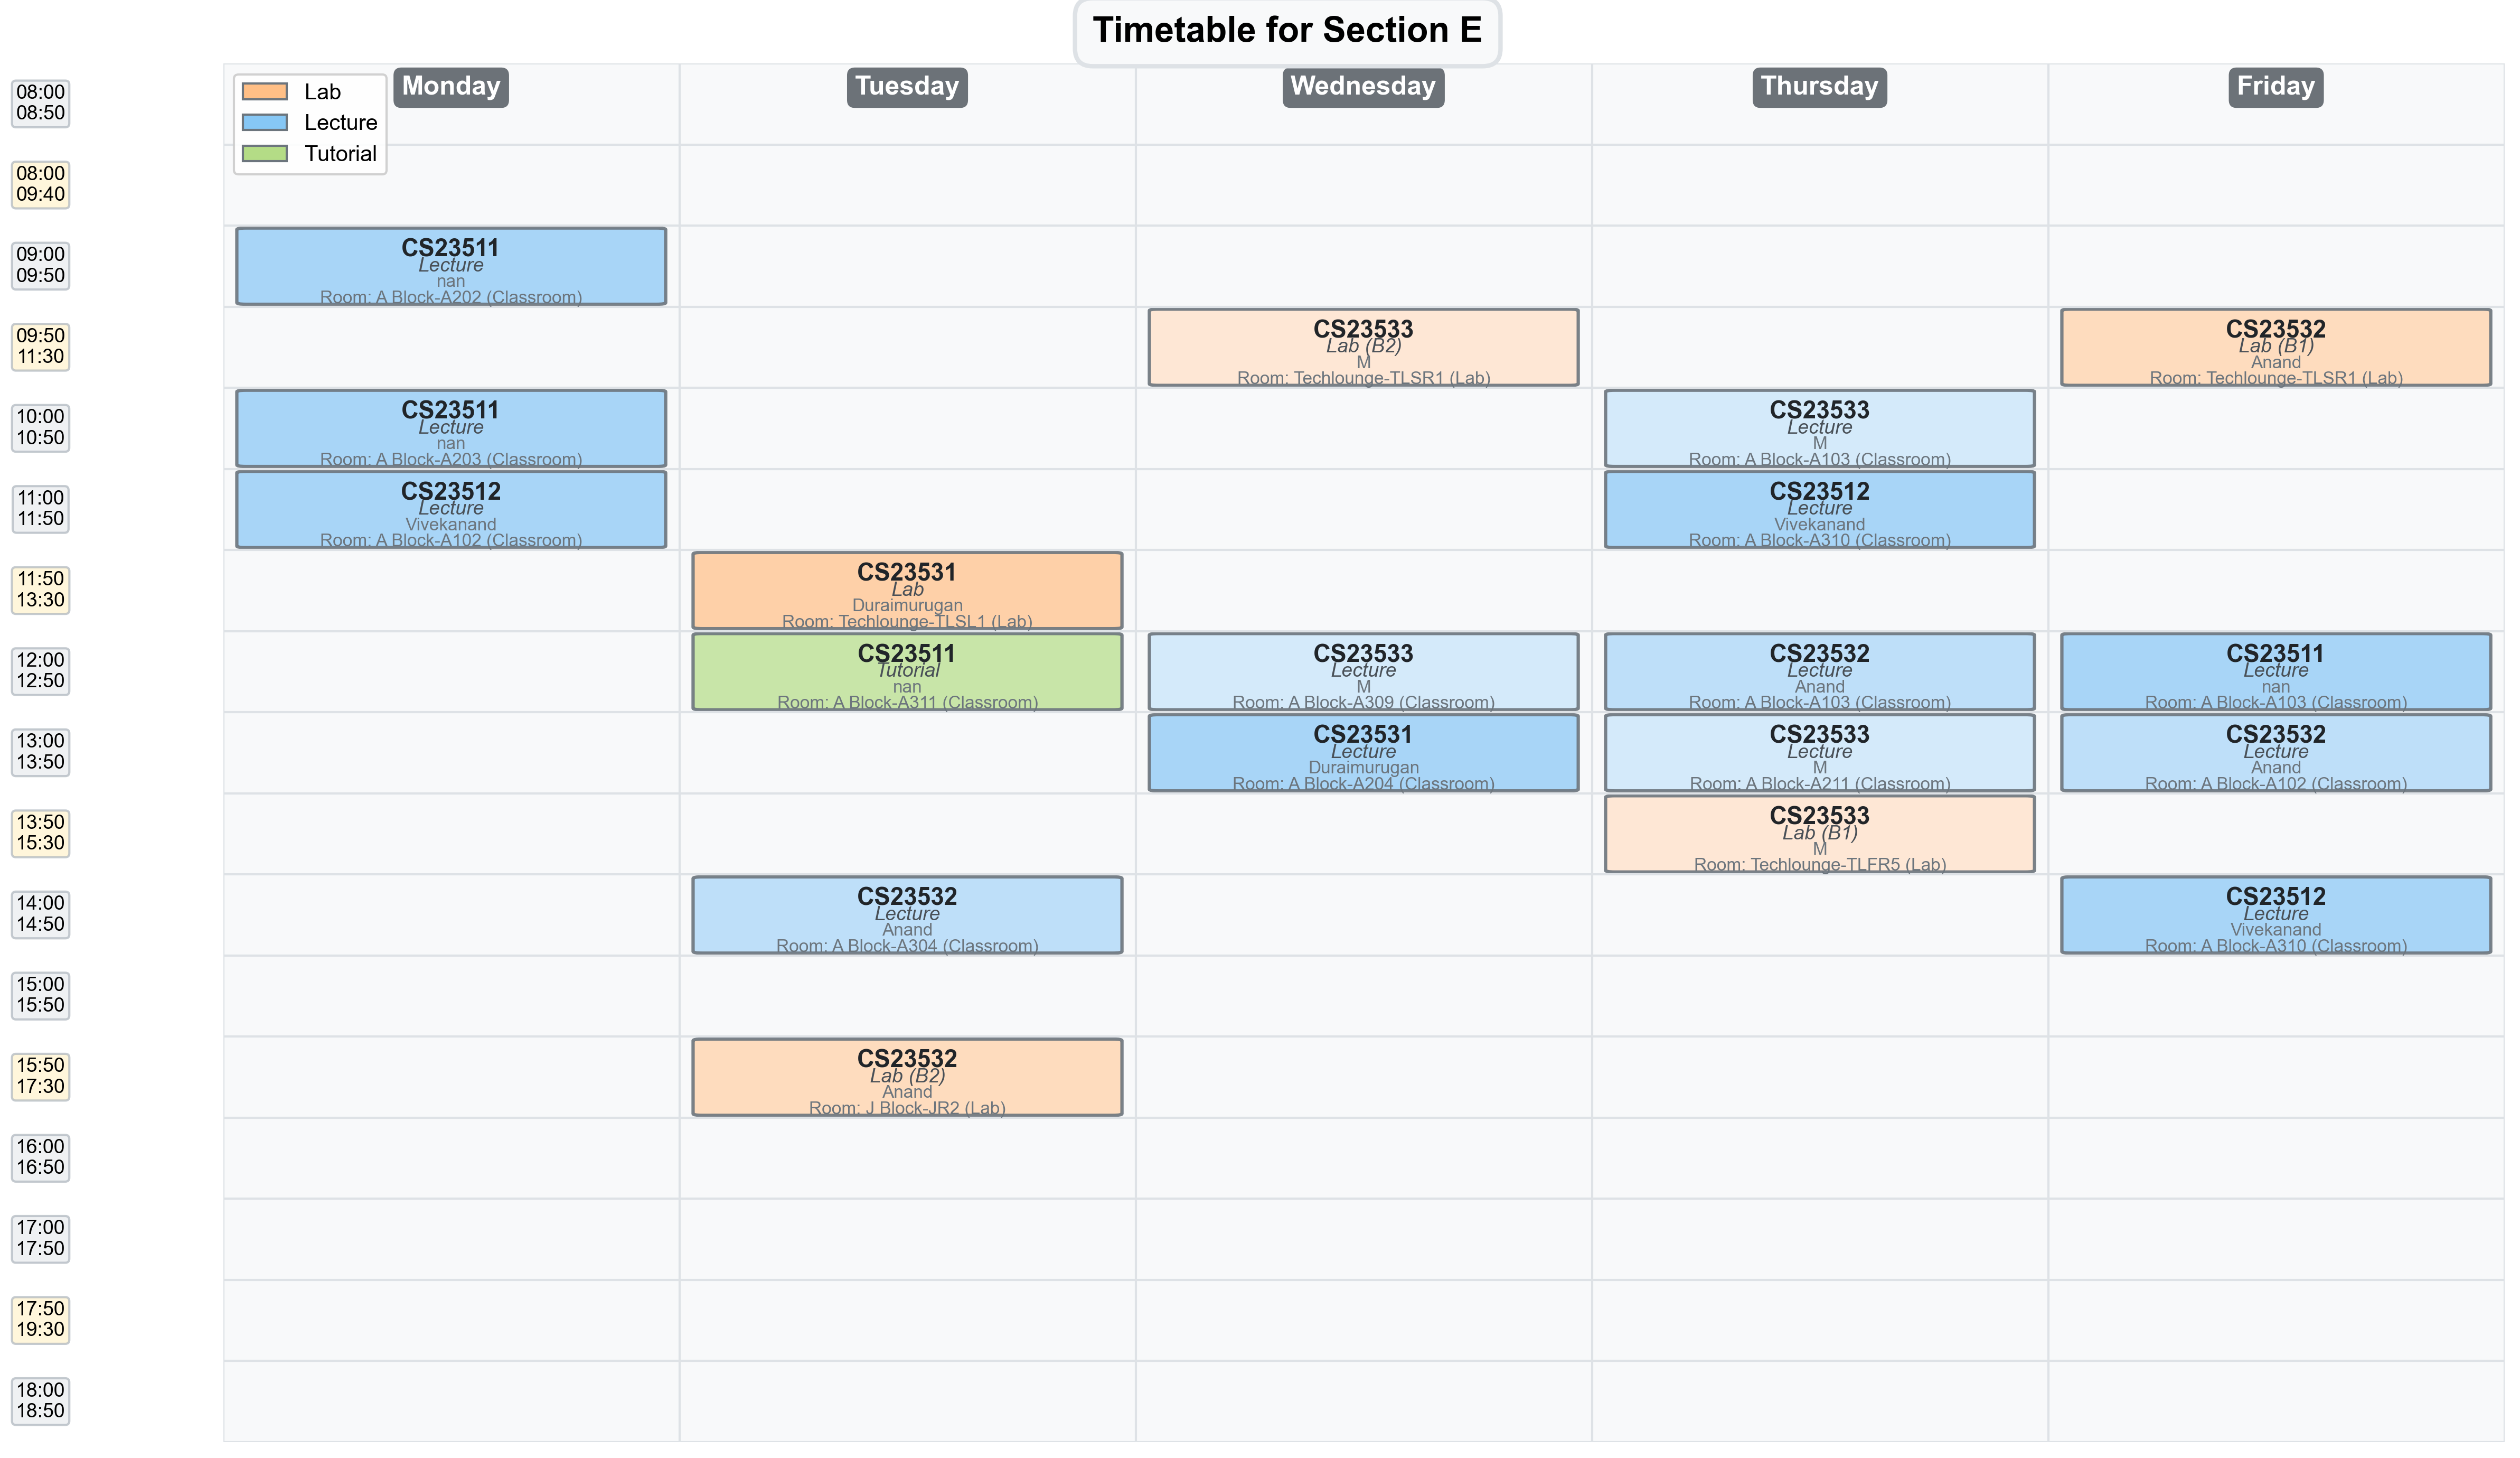 Timetable for Section E
Monday
Tuesday
Wednesday
Thursday
Friday
Lab
Lecture
Tutorial
08:00
08:50
08:00
09:40
09:00
09:50
CS23511
Lecture
nan
Room: A Block-A202 (Classroom)
09:50
11:30
CS23533
Lab (B2)
M
Room: Techlounge-TLSR1 (Lab)
CS23532
Lab (B1)
Anand
Room: Techlounge-TLSR1 (Lab)
10:00
10:50
CS23511
Lecture
nan
Room: A Block-A203 (Classroom)
CS23533
Lecture
M
Room: A Block-A103 (Classroom)
11:00
11:50
CS23512
Lecture
Vivekanand
Room: A Block-A102 (Classroom)
CS23512
Lecture
Vivekanand
Room: A Block-A310 (Classroom)
11:50
13:30
CS23531
Lab
Duraimurugan
Room: Techlounge-TLSL1 (Lab)
12:00
12:50
CS23511
Tutorial
nan
Room: A Block-A311 (Classroom)
CS23533
Lecture
M
Room: A Block-A309 (Classroom)
CS23532
Lecture
Anand
Room: A Block-A103 (Classroom)
CS23511
Lecture
nan
Room: A Block-A103 (Classroom)
13:00
13:50
CS23531
Lecture
Duraimurugan
Room: A Block-A204 (Classroom)
CS23533
Lecture
M
Room: A Block-A211 (Classroom)
CS23532
Lecture
Anand
Room: A Block-A102 (Classroom)
13:50
15:30
CS23533
Lab (B1)
M
Room: Techlounge-TLFR5 (Lab)
14:00
14:50
CS23532
Lecture
Anand
Room: A Block-A304 (Classroom)
CS23512
Lecture
Vivekanand
Room: A Block-A310 (Classroom)
15:00
15:50
15:50
17:30
CS23532
Lab (B2)
Anand
Room: J Block-JR2 (Lab)
16:00
16:50
17:00
17:50
17:50
19:30
18:00
18:50